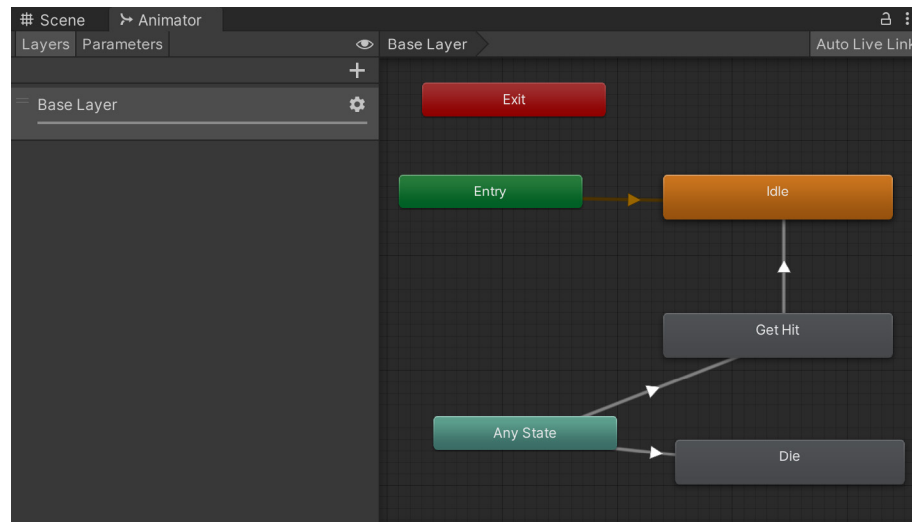 Scene
Animator
Layers
Parameters
Base Layer
Auto Live Link
Base Layer
Exit
Entry
Idle
Get Hit
Any State
Die